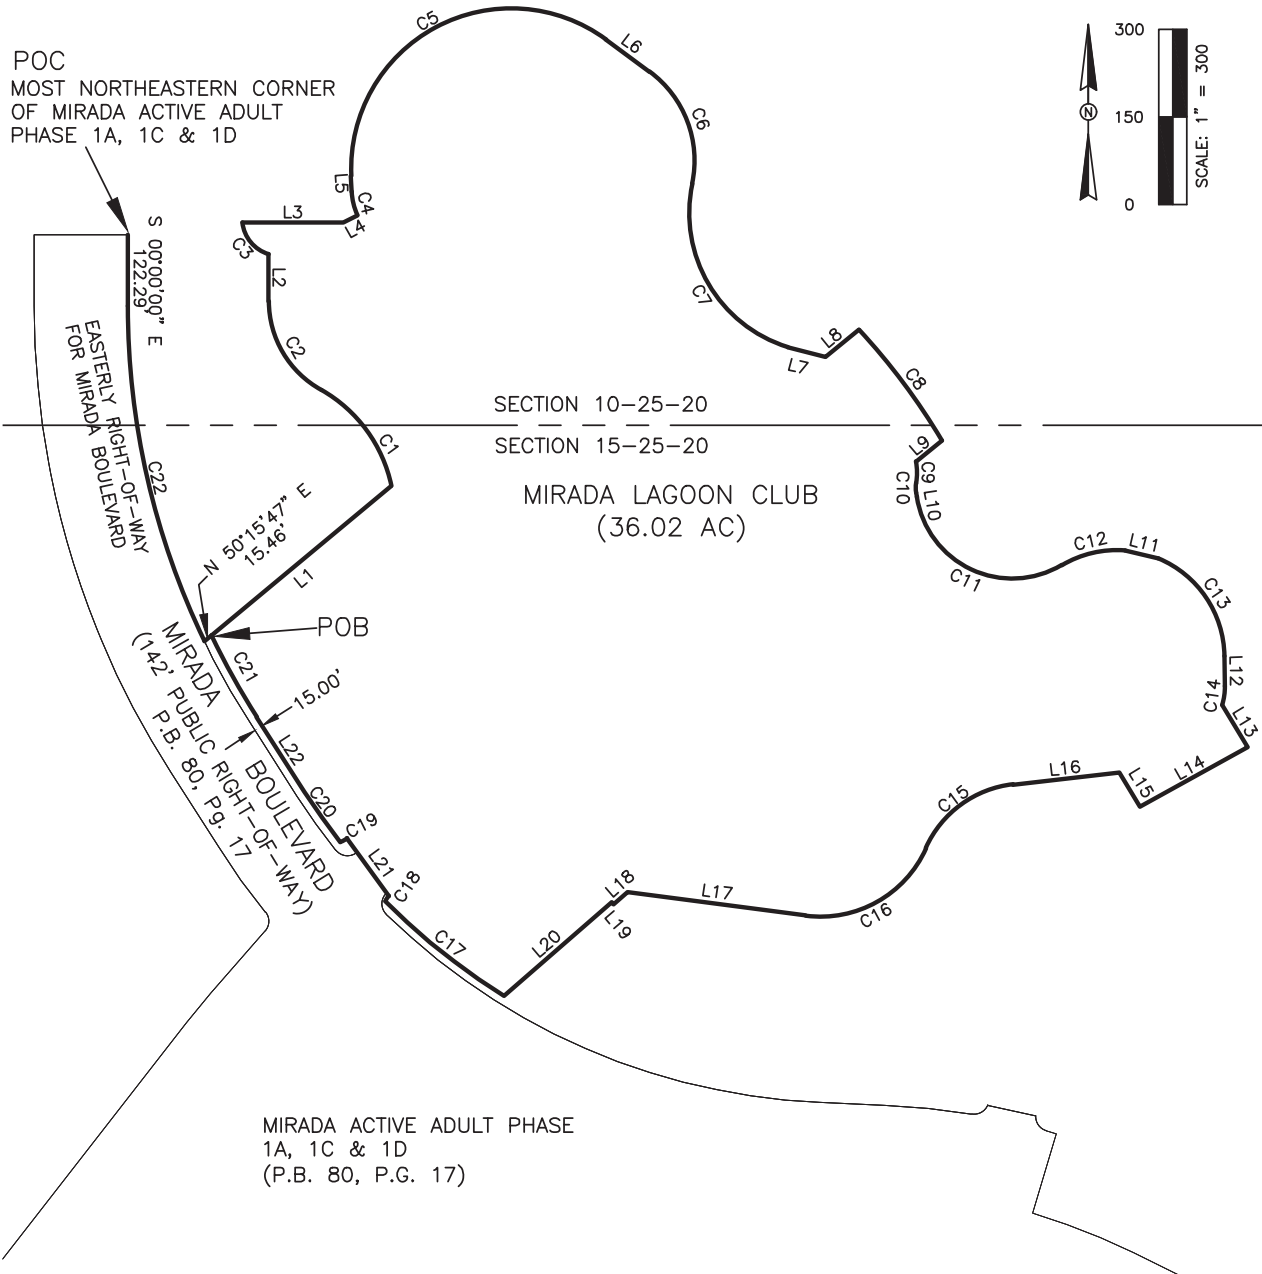 POC
MOST NORTHEASTERN CORNER
OF MIRADA ACTIVE ADULT
PHASE 1A, 1C & 1D
C5
L6
C6
300
150
0
SCALE: 1" = 300
N
L5
C4
L3
L4
C3
L2
S 00°00'00" E
122.29'
C7
L8
L7
C2
C8
EASTERLY RIGHT-OF-WAY
FOR MIRADA BOULEVARD
SECTION 10-25-20
SECTION 15-25-20
C1
L9
C9
C10
L10
C22
MIRADA LAGOON CLUB
(36.02 AC)
N 50°15'47" E
15.46'
L1
C12
L11
C11
C13
POB
C21
15.00'
L12
C14
L13
MIRADA BOULEVARD
(142' PUBLIC RIGHT-OF-WAY)
P.B. 80, Pg. 17
L22
L16
L15
L14
C20
C19
C15
L21
C18
L18
L17
L19
C16
C17
L20
MIRADA ACTIVE ADULT PHASE
1A, 1C & 1D
(P.B. 80, P.G. 17)